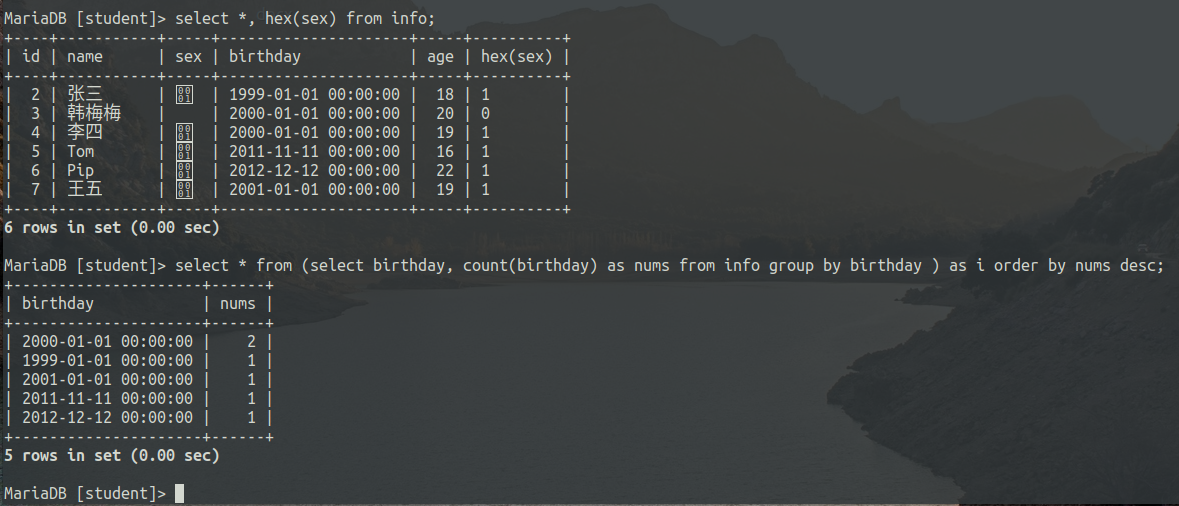 MariaDB [student]> select *, hex(sex) from info;
+----+-----------+-----+---------------------+-----+----------+
| id | name      | sex | birthday            | age | hex(sex) |
+----+-----------+-----+---------------------+-----+----------+
|  2 | 张三      | 0001 | 1999-01-01 00:00:00 |  18 | 1        |
|  3 | 韩梅梅    |     | 2000-01-01 00:00:00 |  20 | 0        |
|  4 | 李四      | 0001 | 2000-01-01 00:00:00 |  19 | 1        |
|  5 | Tom       | 0001 | 2011-11-11 00:00:00 |  16 | 1        |
|  6 | Pip       | 0001 | 2012-12-12 00:00:00 |  22 | 1        |
|  7 | 王五      | 0001 | 2001-01-01 00:00:00 |  19 | 1        |
+----+-----------+-----+---------------------+-----+----------+
6 rows in set (0.00 sec)
MariaDB [student]> select * from (select birthday, count(birthday) as nums from info group by birthday ) as i order by nums desc;
+---------------------+------+
| birthday            | nums |
+---------------------+------+
| 2000-01-01 00:00:00 |    2 |
| 1999-01-01 00:00:00 |    1 |
| 2001-01-01 00:00:00 |    1 |
| 2011-11-11 00:00:00 |    1 |
| 2012-12-12 00:00:00 |    1 |
+---------------------+------+
5 rows in set (0.00 sec)
MariaDB [student]>